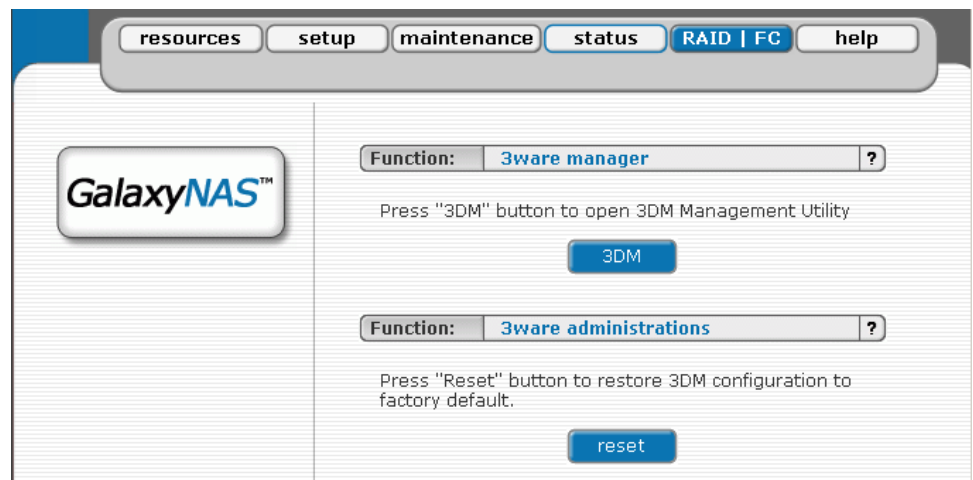 resources setup maintenance status RAID | FC help
GalaxyNAS™
Function: 3ware manager ?
Press "3DM" button to open 3DM Management Utility
3DM
Function: 3ware administrations ?
Press "Reset" button to restore 3DM configuration to
factory default.
reset